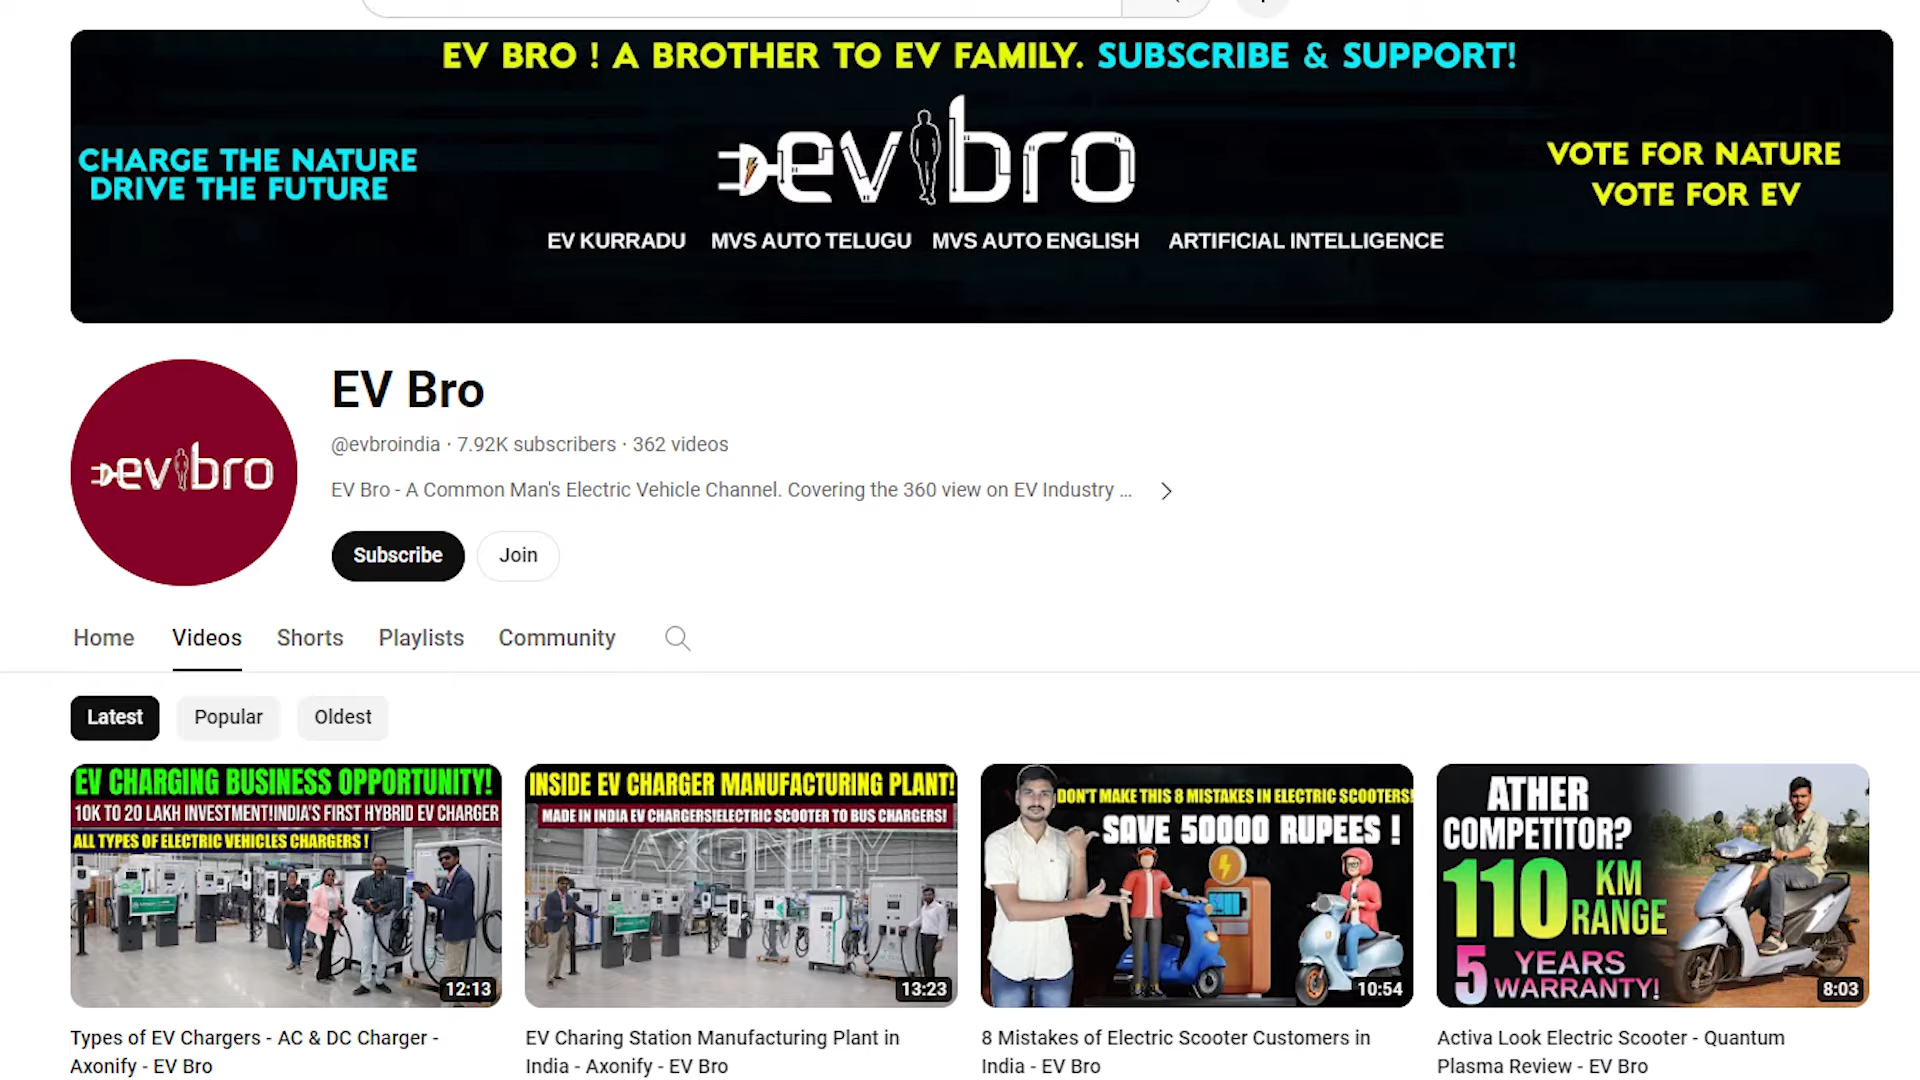 EV BRO ! A BROTHER TO EV FAMILY. SUBSCRIBE & SUPPORT!
CHARGE THE NATURE
DRIVE THE FUTURE
evbro
VOTE FOR NATURE
VOTE FOR EV
EV KURRADU MVS AUTO TELUGU MVS AUTO ENGLISH ARTIFICIAL INTELLIGENCE
evbro
EV Bro
@evbroindia · 7.92K subscribers · 362 videos
EV Bro - A Common Man's Electric Vehicle Channel. Covering the 360 view on EV Industry ...
Subscribe Join
Home Videos Shorts Playlists Community
Latest Popular Oldest
EV CHARGING BUSINESS OPPORTUNITY!
10K TO 20 LAKH INVESTMENT!INDIA'S FIRST HYBRID EV CHARGER
ALL TYPES OF ELECTRIC VEHICLES CHARGERS !
12:13
INSIDE EV CHARGER MANUFACTURING PLANT!
MADE IN INDIA EV CHARGERS!ELECTRIC SCOOTER TO BUS CHARGERS!
AXONIFY
13:23
DON'T MAKE THIS 8 MISTAKES IN ELECTRIC SCOOTERS!
SAVE 50000 RUPEES !
10:54
ATHER
COMPETITOR?
110 KM
RANGE
5 YEARS
WARRANTY!
8:03
Types of EV Chargers - AC & DC Charger -
Axonify - EV Bro
EV Charing Station Manufacturing Plant in
India - Axonify - EV Bro
8 Mistakes of Electric Scooter Customers in
India - EV Bro
Activa Look Electric Scooter - Quantum
Plasma Review - EV Bro